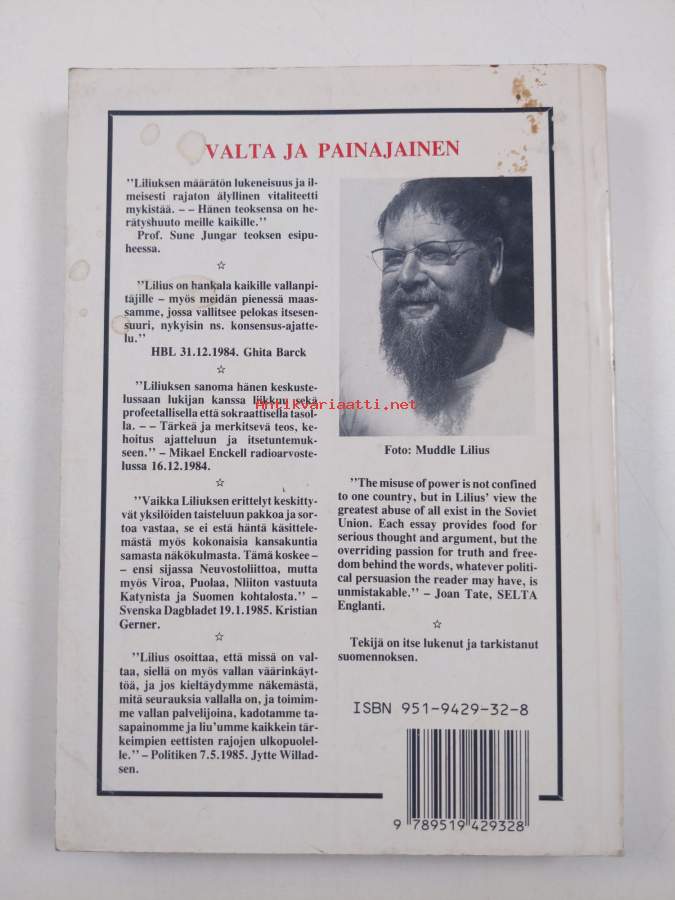 VALTA JA PAINAJAINEN
"Liliuksen määrätön lukeneisuus ja il-
meisesti rajaton älyllinen vitaliteetti
mykistää. – – Hänen teoksensa on he-
rätyshuuto meille kaikille."
Prof. Sune Jungar teoksen esipu-
heessa.
"Lilius on hankala kaikille vallanpi-
täjille – myös meidän pienessä maas-
samme, jossa vallitsee pelokas itsesen-
suuri, nykyisin ns. konsensus-ajatte-
lu."
HBL 31.12.1984. Ghita Barck
"Liliuksen sanoma hänen keskuste-
lussaan lukijan kanssa liikkuu sekä
profeetallisella että sokraattisella tasol-
la. – – Tärkeä ja merkitsevä teos, ke-
hoitus ajatteluun ja itsetuntemuk-
seen." – Mikael Enckell radioarvoste-
lussa 16.12.1984.
"Vaikka Liliuksen erittelyt keskitty-
vät yksilöiden taisteluun pakkoa ja sor-
toa vastaa, se ei estä häntä käsittele-
mästä myös kokonaisia kansakuntia
samasta näkökulmasta. Tämä koskee –
– ensi sijassa Neuvostoliittoa, mutta
myös Viroa, Puolaa, Nliiton vastuuta
Katynista ja Suomen kohtalosta." –
Svenska Dagbladet 19.1.1985. Kristian
Gerner.
"Lilius osoittaa, että missä on val-
taa, siellä on myös vallan väärinkäyt-
töä, ja jos kieltäydymme näkemästä,
mitä seurauksia vallalla on, ja toimim-
me vallan palvelijoina, kadotamme ta-
sapainomme ja liu'umme kaikkein tär-
keimpien eettisten rajojen ulkopuolel-
le." – Politiken 7.5.1985. Jytte Willad-
sen.
Antikvariaatti.net
Foto: Muddle Lilius
"The misuse of power is not confined
to one country, but in Lilius' view the
greatest abuse of all exist in the Soviet
Union. Each essay provides food for
serious thought and argument, but the
overriding passion for truth and free-
dom behind the words, whatever politi-
cal persuasion the reader may have, is
unmistakable." – Joan Tate, SELTA
Englanti.
Tekijä on itse lukenut ja tarkistanut
suomennoksen.
ISBN 951-9429-32-8
9 789519 429328